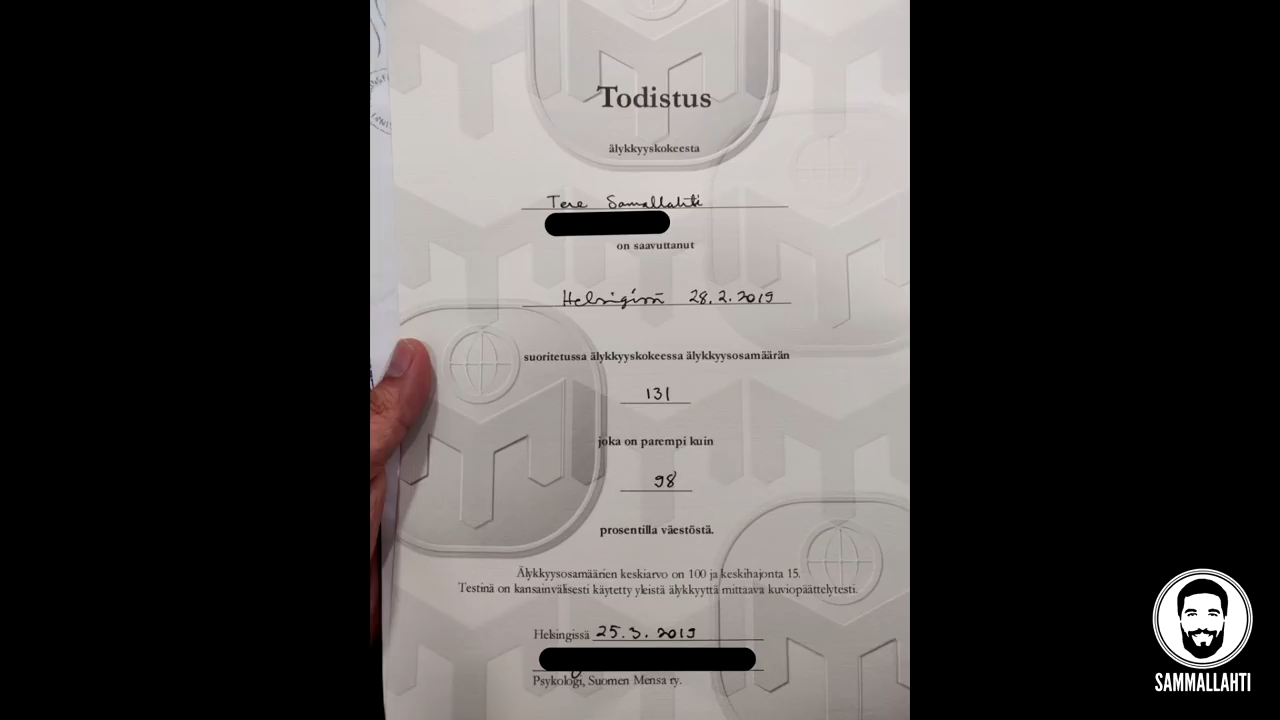 Todistus
älykkyyskokeesta
Tere Samallahti
on saavuttanut
Helsigissä 28.2.2019
suoritetussa älykkyyskokeessa älykkyysosamäärän
131
joka on parempi kuin
98
prosentilla väestöstä.
Älykkyysosamäärien keskiarvo on 100 ja keskihajonta 15.
Testinä on kansainvälisesti käytetty yleistä älykkyyttä mittaava kuviopäättelytesti.
Helsingissä 25.3.2019
Psykologi, Suomen Mensa ry.
SAMMALLAHTI